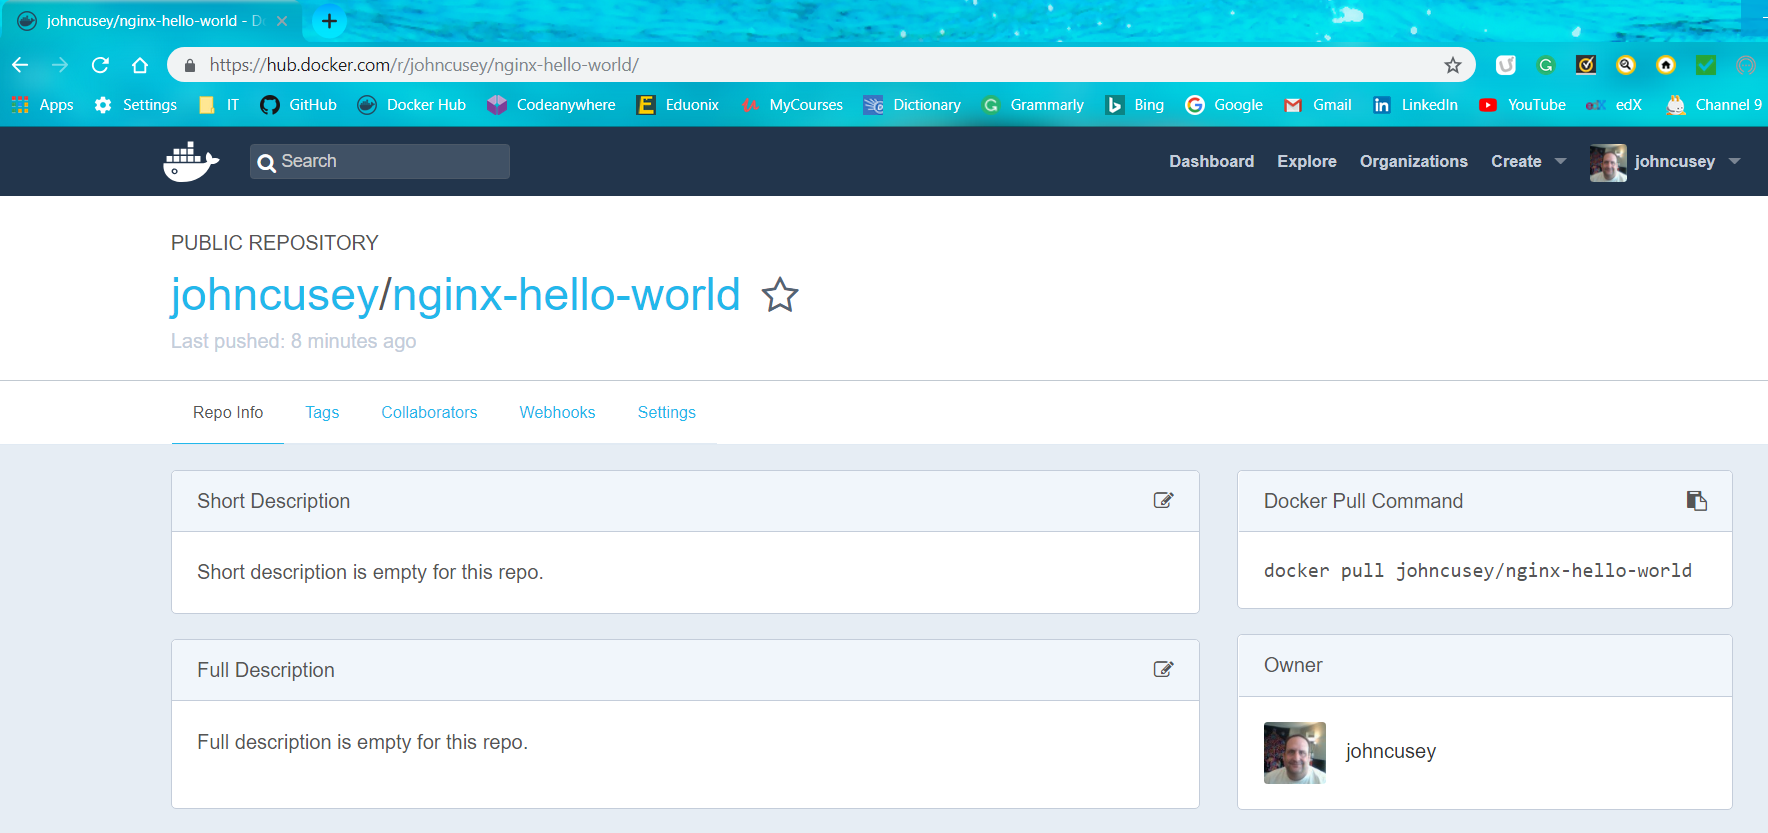 johncusey/nginx-hello-world - Do
https://hub.docker.com/r/johncusey/nginx-hello-world/
Apps Settings IT GitHub Docker Hub Codeanywhere Eduonix MyCourses Dictionary Grammarly Bing Google Gmail LinkedIn YouTube edX Channel 9
Search Dashboard Explore Organizations Create johncusey
PUBLIC REPOSITORY
johncusey/nginx-hello-world
Last pushed: 8 minutes ago
Repo Info Tags Collaborators Webhooks Settings
Short Description
Short description is empty for this repo.
Full Description
Full description is empty for this repo.
Docker Pull Command
docker pull johncusey/nginx-hello-world
Owner
johncusey